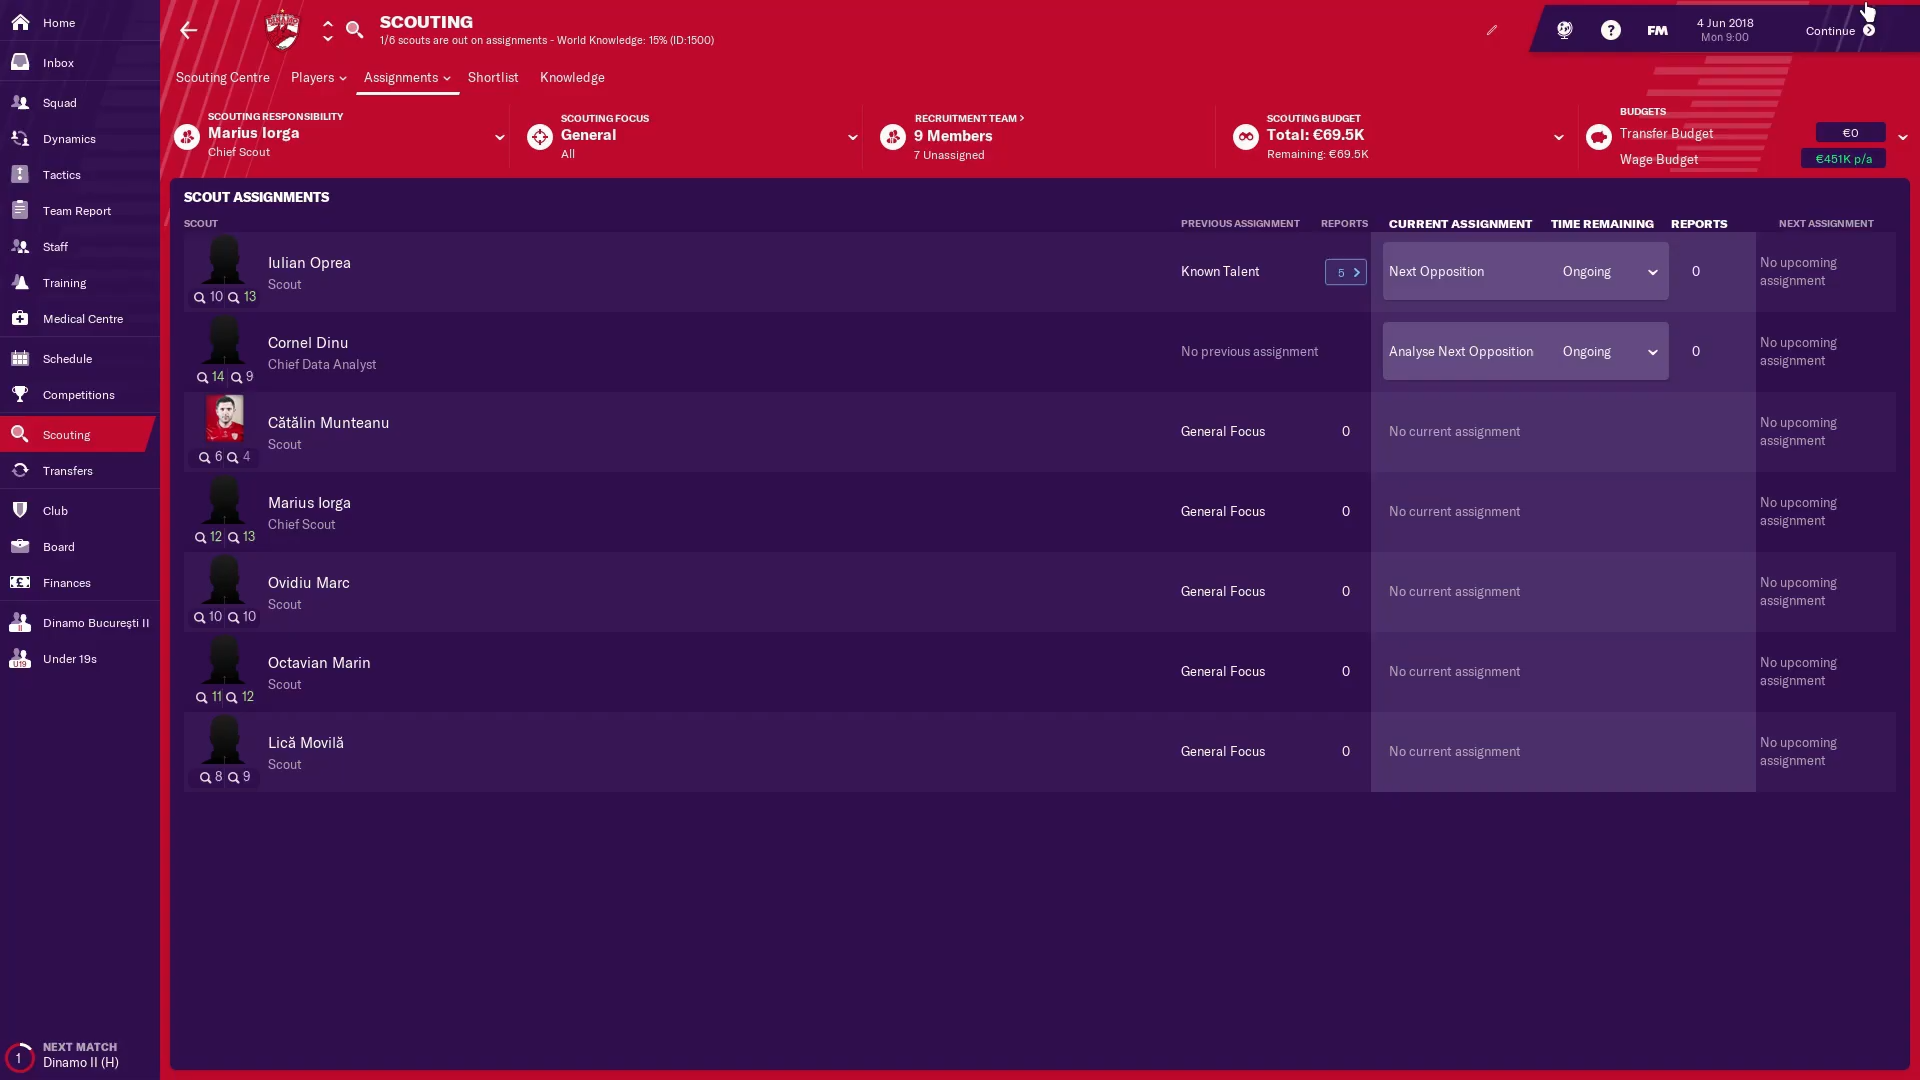 Home
Inbox
Squad
Dynamics
Tactics
Team Report
Staff
Training
Medical Centre
Schedule
Competitions
Scouting
Transfers
Club
Board
Finances
II Dinamo Bucureşti II
U19 Under 19s
1 NEXT MATCH
Dinamo II (H)
SCOUTING
1/6 scouts are out on assignments - World Knowledge: 15% (ID:1500)
? FM 4 Jun 2018 Continue
Mon 9:00
Scouting Centre Players Assignments Shortlist Knowledge
SCOUTING RESPONSIBILITY
Marius Iorga
Chief Scout
SCOUTING FOCUS
General
All
RECRUITMENT TEAM >
9 Members
7 Unassigned
SCOUTING BUDGET
Total: €69.5K
Remaining: €69.5K
BUDGETS
Transfer Budget €0
Wage Budget €451K p/a
SCOUT ASSIGNMENTS
SCOUT PREVIOUS ASSIGNMENT REPORTS CURRENT ASSIGNMENT TIME REMAINING REPORTS NEXT ASSIGNMENT
Iulian Oprea
Scout
10 13
Known Talent 5 > Next Opposition Ongoing 0
No upcoming
assignment
Cornel Dinu
Chief Data Analyst
14 9
No previous assignment Analyse Next Opposition Ongoing 0
No upcoming
assignment
Cătălin Munteanu
Scout
6 4
General Focus 0 No current assignment
No upcoming
assignment
Marius Iorga
Chief Scout
12 13
General Focus 0 No current assignment
No upcoming
assignment
Ovidiu Marc
Scout
10 10
General Focus 0 No current assignment
No upcoming
assignment
Octavian Marin
Scout
11 12
General Focus 0 No current assignment
No upcoming
assignment
Lică Movilă
Scout
8 9
General Focus 0 No current assignment
No upcoming
assignment